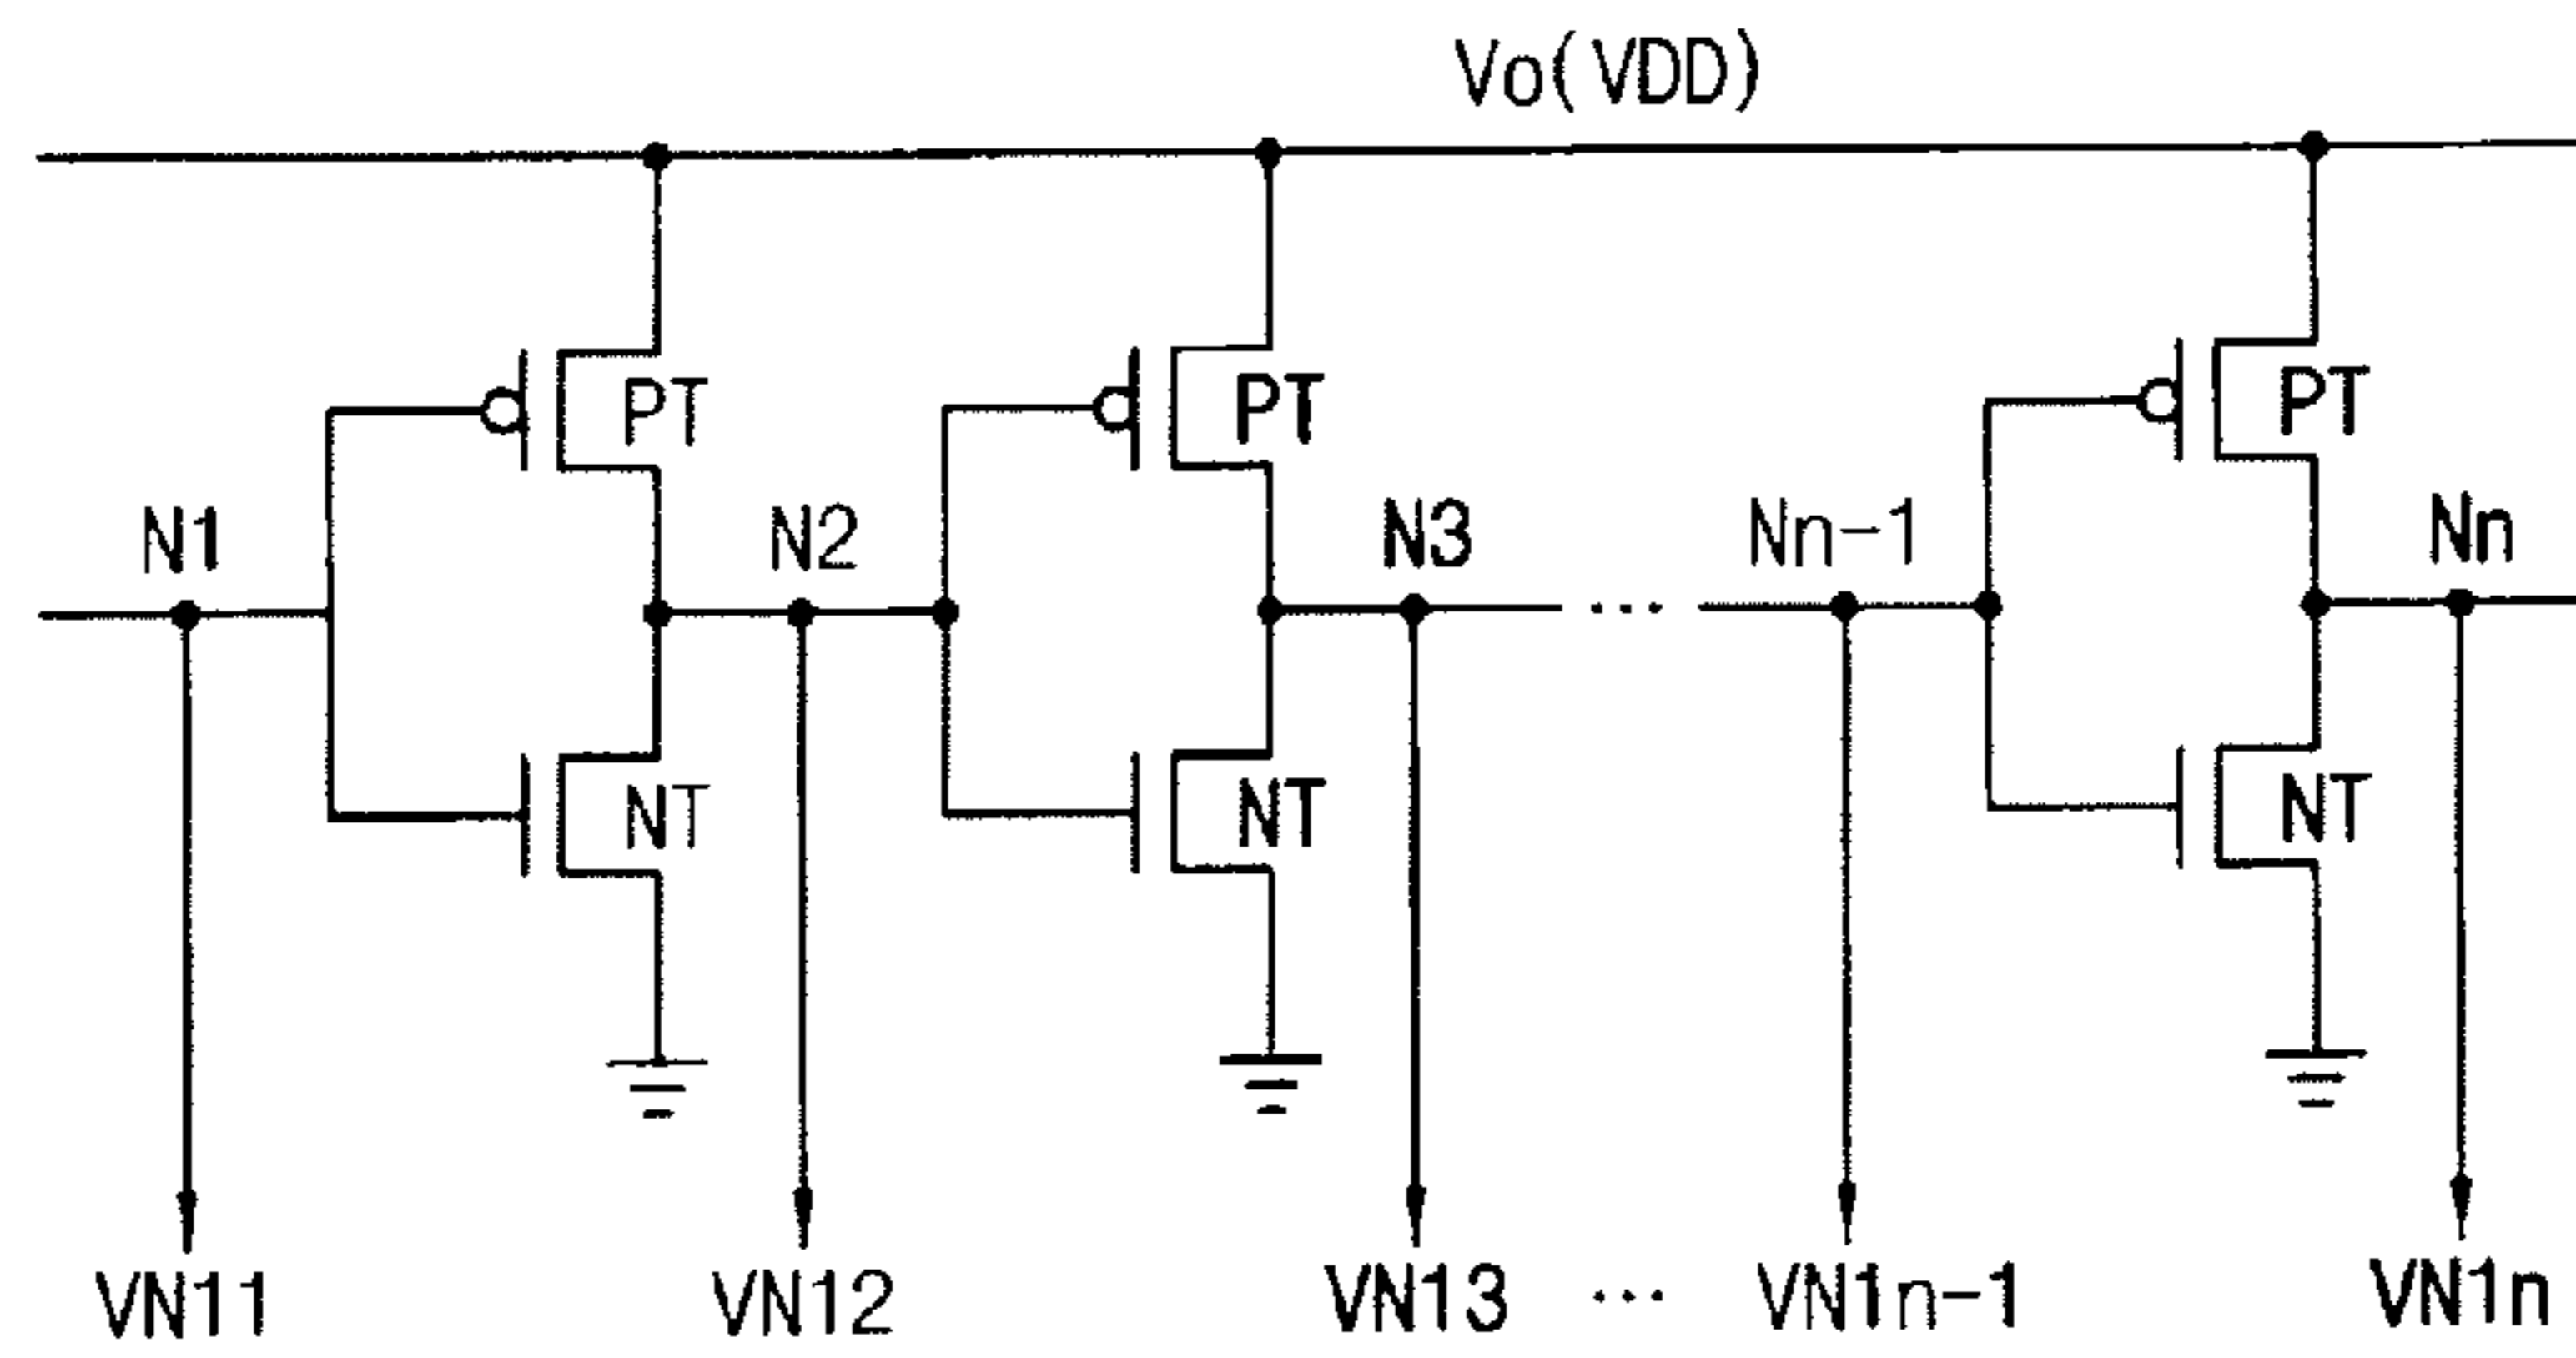 Vo(VDD)
PT PT PT
N1 N2 N3 Nn-1 Nn
...
NT NT NT
VN11 VN12 VN13 ... VN1n-1 VN1n